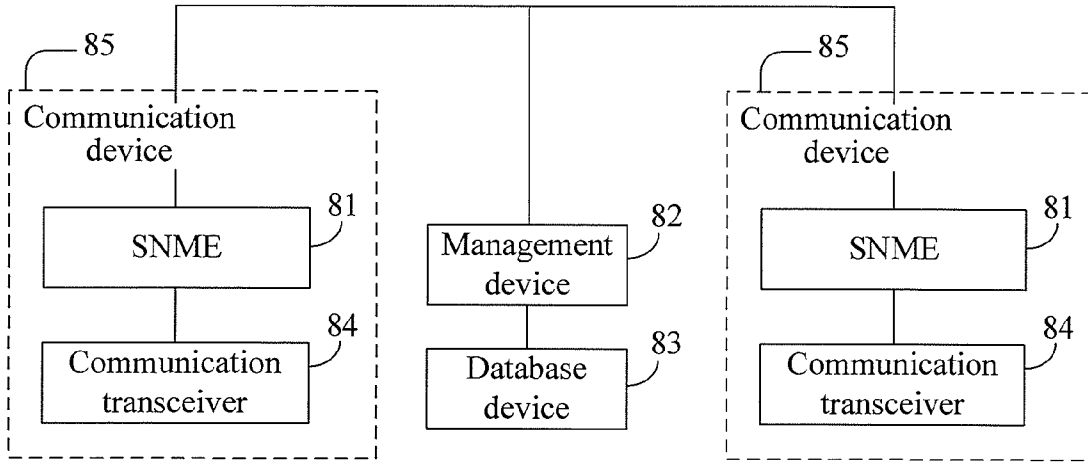 85
Communication
device
81
SNME
84
Communication
transceiver
82
Management
device
83
Database
device
85
Communication
device
81
SNME
84
Communication
transceiver